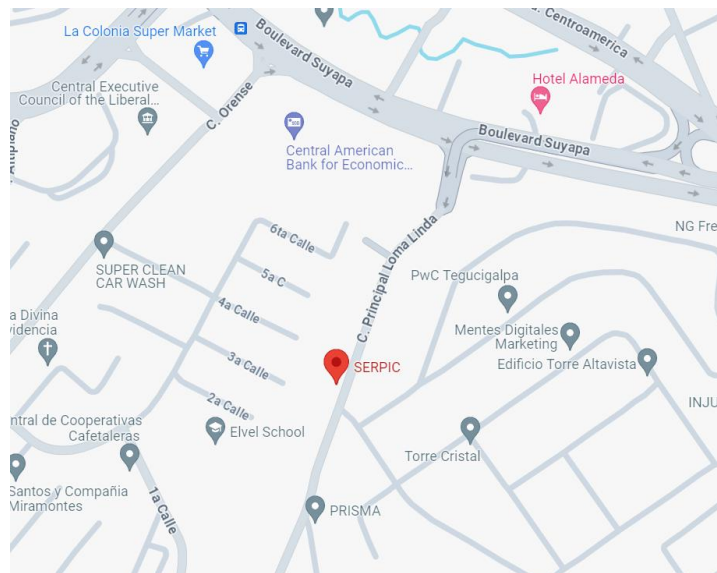 La Colonia Super Market
Boulevard Suyapa
Centroamerica
Central Executive
Council of the Liberal...
C. Orense
Hotel Alameda
Central American
Bank for Economic...
Boulevard Suyapa
Altiplano
6ta Calle
C. Principal Loma Linda
NG Fre
SUPER CLEAN
CAR WASH
5a C
PwC Tegucigalpa
4a Calle
a Divina
videncia
Mentes Digitales
Marketing
3a Calle
SERPIC
Edificio Torre Altavista
2a Calle
INJU
ntral de Cooperativas
Cafetaleras
Elvel School
Torre Cristal
Santos y Compañia
Miramontes
1a Calle
PRISMA